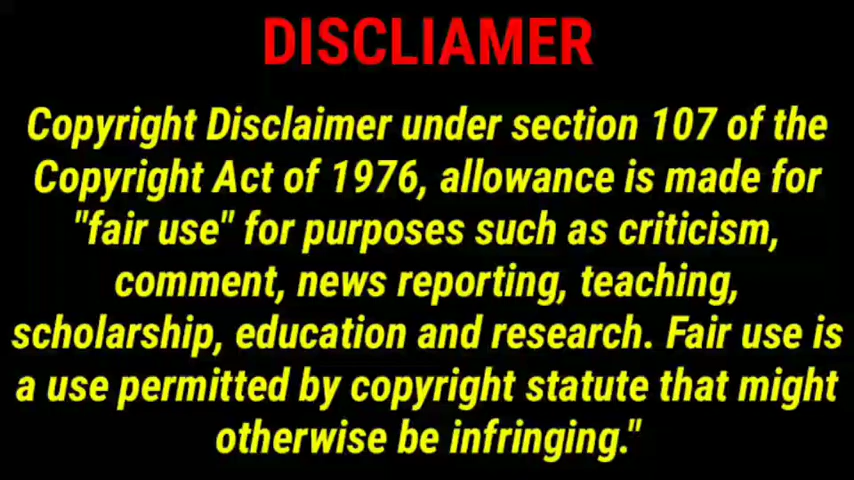 DISCLIAMER
Copyright Disclaimer under section 107 of the
Copyright Act of 1976, allowance is made for
"fair use" for purposes such as criticism,
comment, news reporting, teaching,
scholarship, education and research. Fair use is
a use permitted by copyright statute that might
otherwise be infringing."